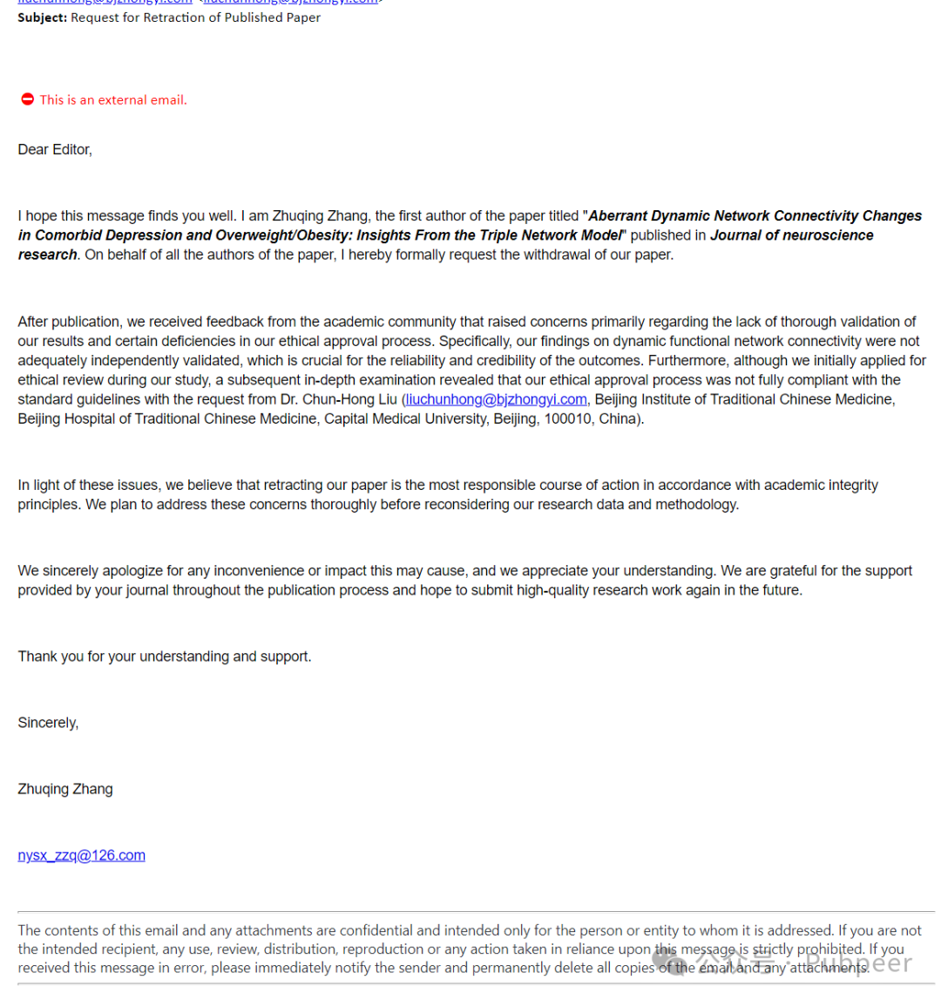 liuchunhong@bjzhongyi.com <liuchunhong@bjzhongyi.com>
Subject: Request for Retraction of Published Paper
This is an external email.
Dear Editor,
I hope this message finds you well. I am Zhuqing Zhang, the first author of the paper titled "Aberrant Dynamic Network Connectivity Changes
in Comorbid Depression and Overweight/Obesity: Insights From the Triple Network Model" published in Journal of neuroscience
research. On behalf of all the authors of the paper, I hereby formally request the withdrawal of our paper.
After publication, we received feedback from the academic community that raised concerns primarily regarding the lack of thorough validation of
our results and certain deficiencies in our ethical approval process. Specifically, our findings on dynamic functional network connectivity were not
adequately independently validated, which is crucial for the reliability and credibility of the outcomes. Furthermore, although we initially applied for
ethical review during our study, a subsequent in-depth examination revealed that our ethical approval process was not fully compliant with the
standard guidelines with the request from Dr. Chun-Hong Liu (liuchunhong@bjzhongyi.com, Beijing Institute of Traditional Chinese Medicine,
Beijing Hospital of Traditional Chinese Medicine, Capital Medical University, Beijing, 100010, China).
In light of these issues, we believe that retracting our paper is the most responsible course of action in accordance with academic integrity
principles. We plan to address these concerns thoroughly before reconsidering our research data and methodology.
We sincerely apologize for any inconvenience or impact this may cause, and we appreciate your understanding. We are grateful for the support
provided by your journal throughout the publication process and hope to submit high-quality research work again in the future.
Thank you for your understanding and support.
Sincerely,
Zhuqing Zhang
nysx_zzq@126.com
The contents of this email and any attachments are confidential and intended only for the person or entity to whom it is addressed. If you are not
the intended recipient, any use, review, distribution, reproduction or any action taken in reliance upon this message is strictly prohibited. If you
received this message in error, please immediately notify the sender and permanently delete all copies of the email and any attachments.
公众号 · Pubpeer